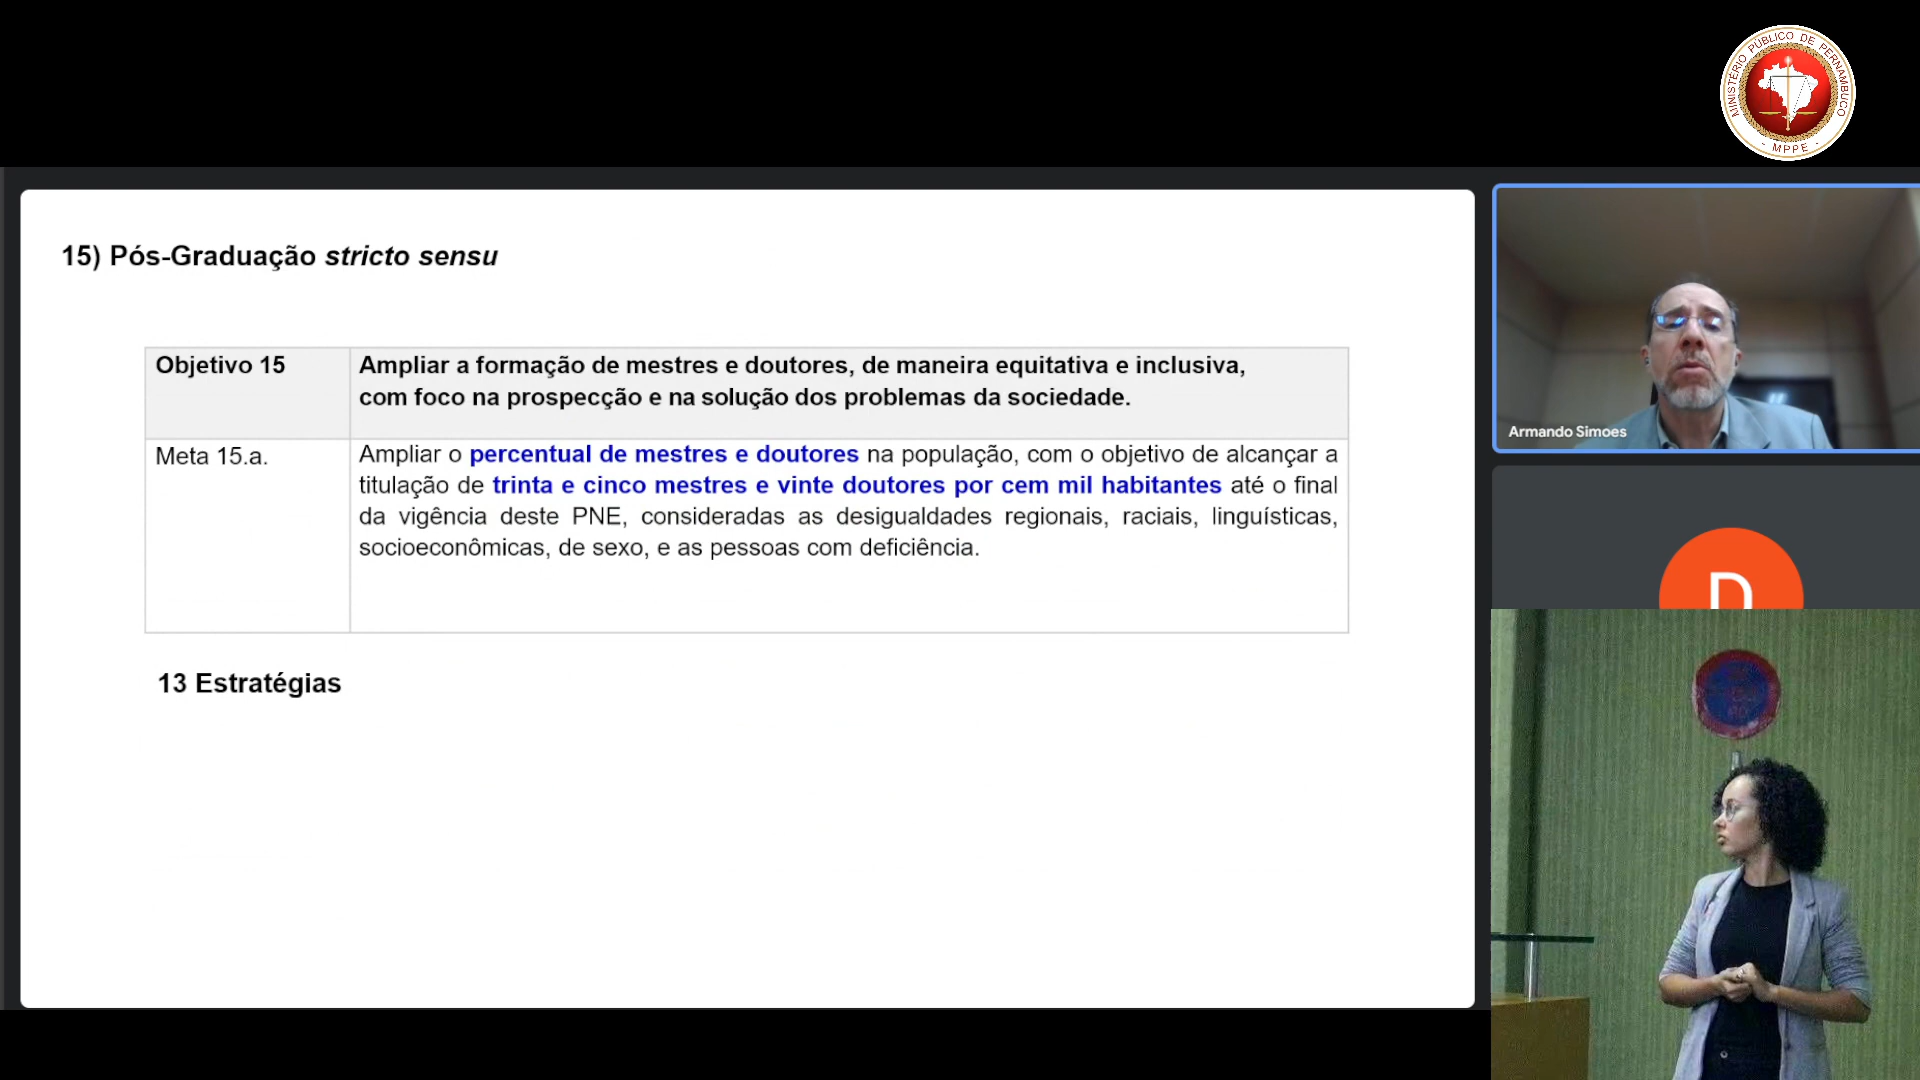 MINISTÉRIO PÚBLICO DE PERNAMBUCO
- MPPE -
15) Pós-Graduação stricto sensu
Objetivo 15
Ampliar a formação de mestres e doutores, de maneira equitativa e inclusiva,
com foco na prospecção e na solução dos problemas da sociedade.
Meta 15.a.
Ampliar o percentual de mestres e doutores na população, com o objetivo de alcançar a
titulação de trinta e cinco mestres e vinte doutores por cem mil habitantes até o final
da vigência deste PNE, consideradas as desigualdades regionais, raciais, linguísticas,
socioeconômicas, de sexo, e as pessoas com deficiência.
13 Estratégias
Armando Simoes
D